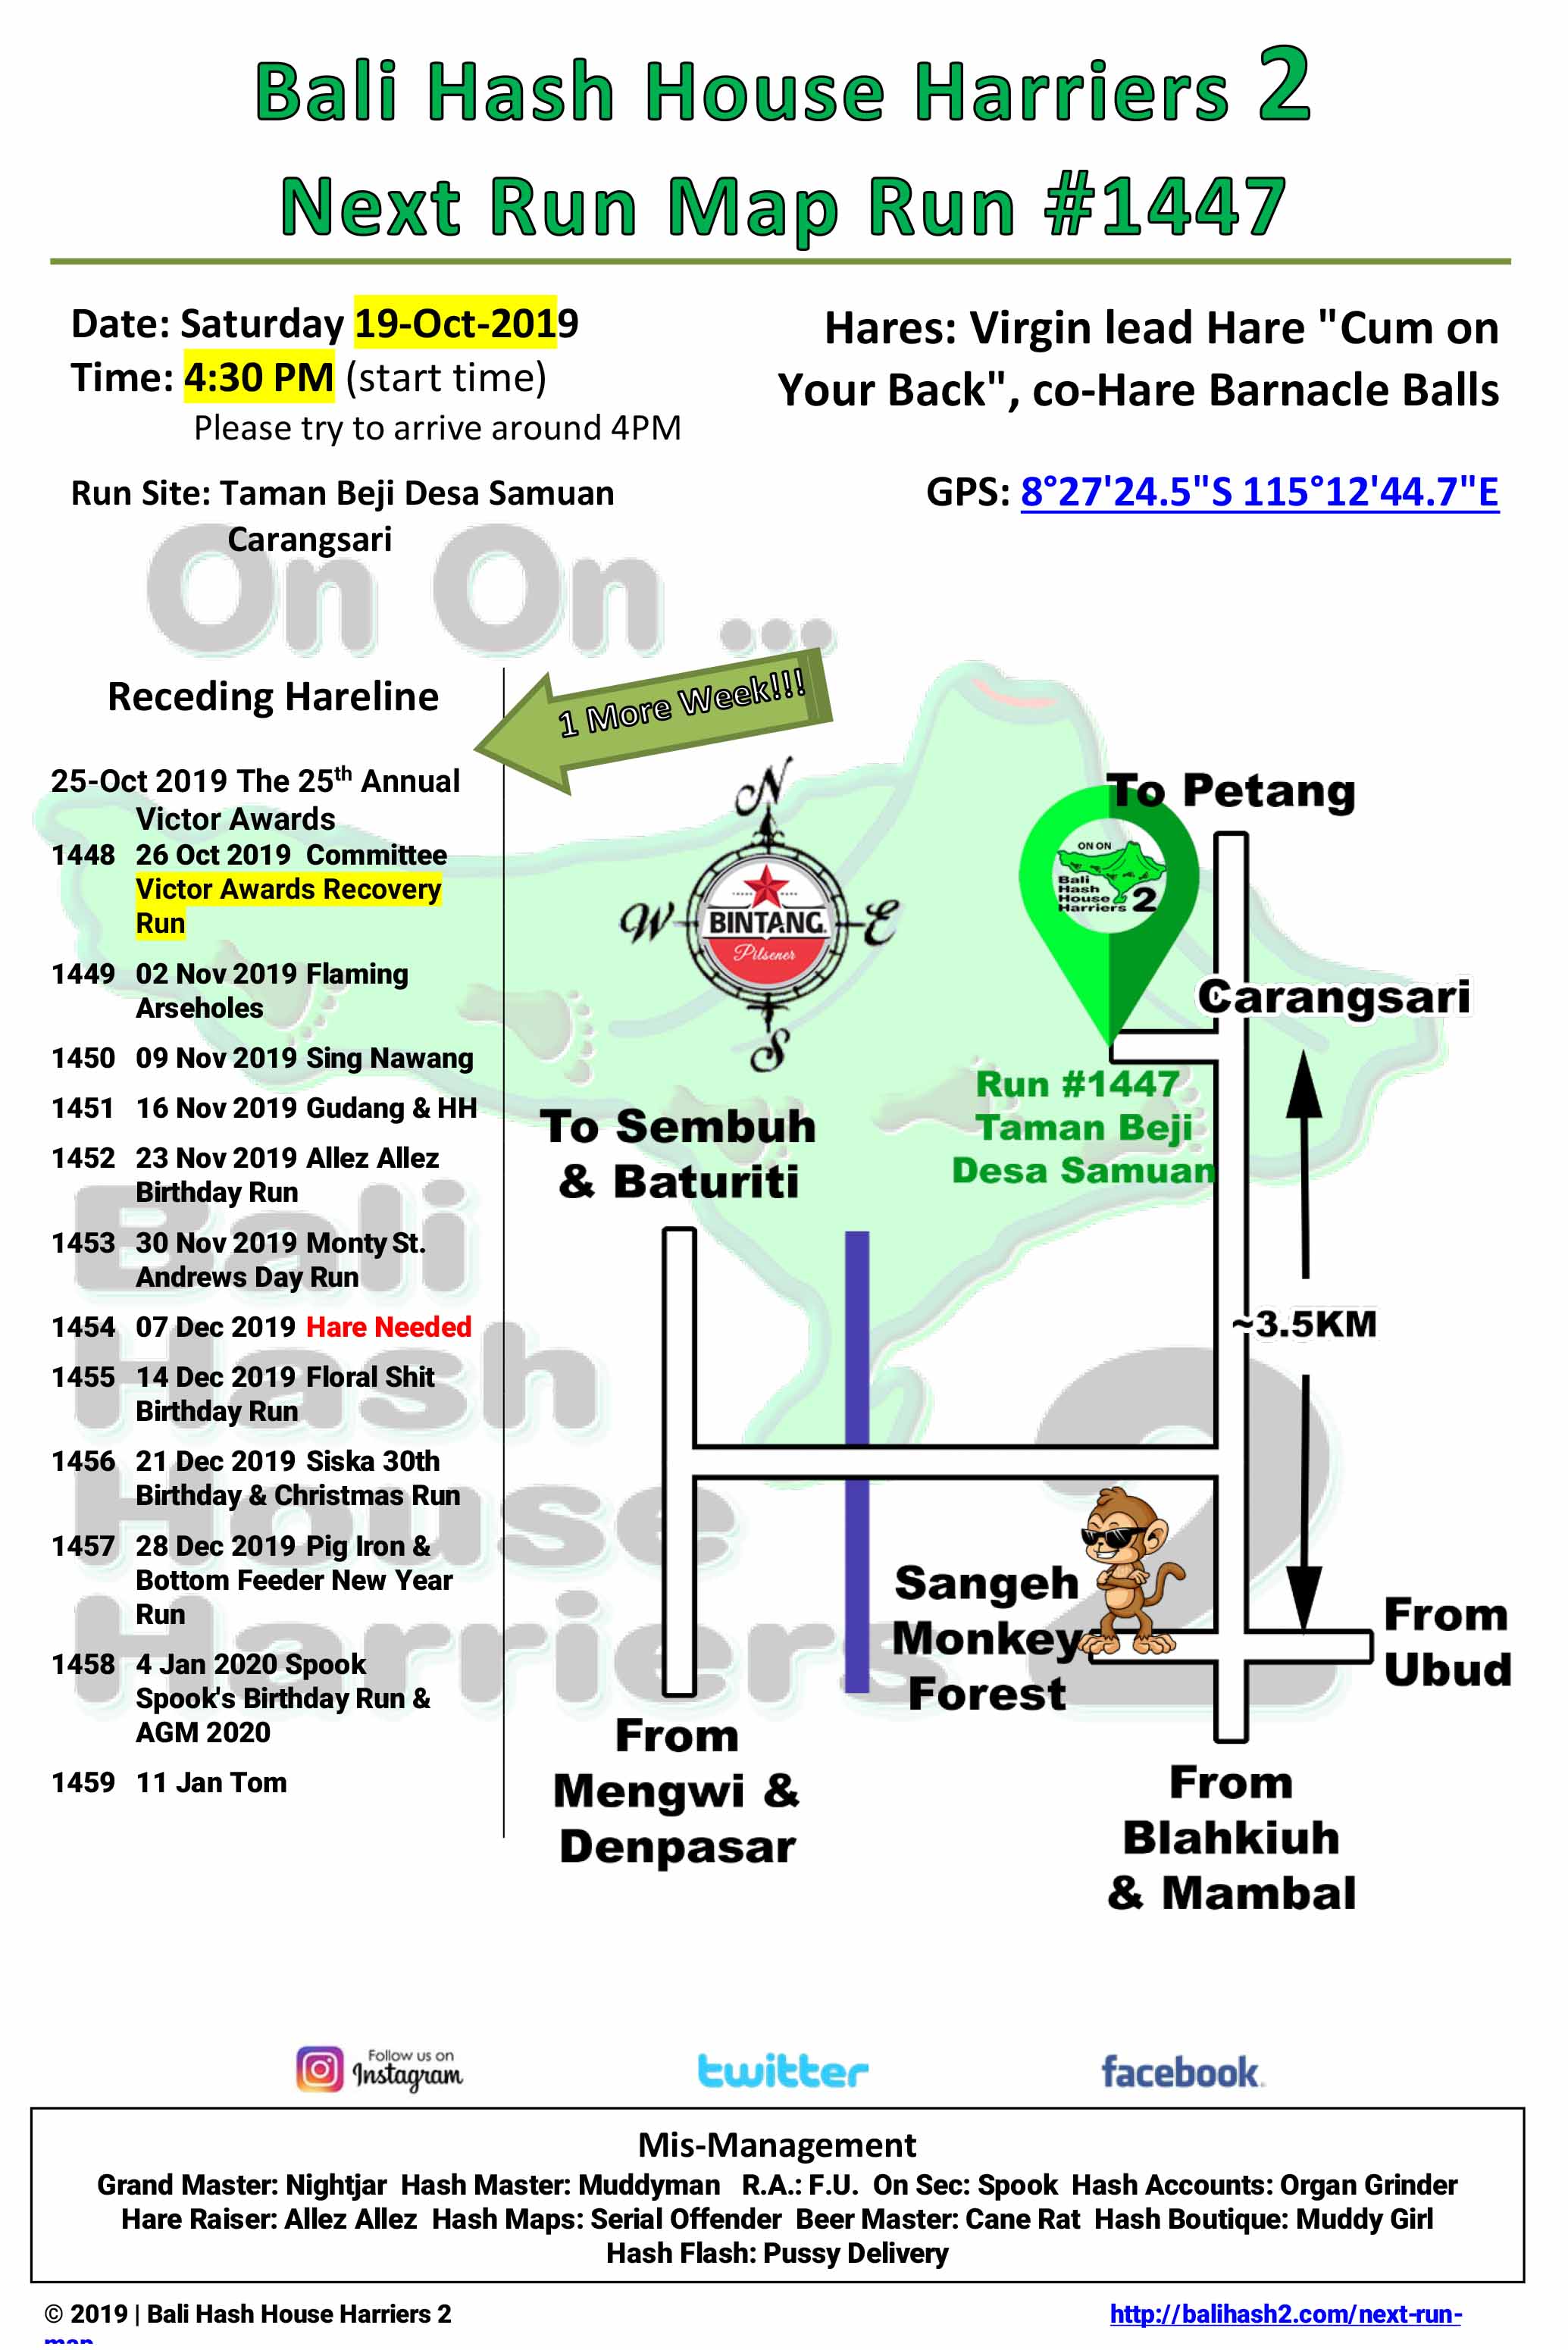 Bali Hash House Harriers 2
Next Run Map Run #1447
Date: Saturday 19-Oct-2019
Time: 4:30 PM (start time)
Please try to arrive around 4PM
Hares: Virgin lead Hare "Cum on
Your Back", co-Hare Barnacle Balls
Run Site: Taman Beji Desa Samuan
Carangsari
GPS: 8°27'24.5"S 115°12'44.7"E
On On ...
Receding Hareline
1 More Week!!!
25-Oct 2019 The 25th Annual
Victor Awards
1448 26 Oct 2019 Committee
Victor Awards Recovery
Run
1449 02 Nov 2019 Flaming
Arseholes
1450 09 Nov 2019 Sing Nawang
1451 16 Nov 2019 Gudang & HH
1452 23 Nov 2019 Allez Allez
Birthday Run
1453 30 Nov 2019 Monty St.
Andrews Day Run
1454 07 Dec 2019 Hare Needed
1455 14 Dec 2019 Floral Shit
Birthday Run
1456 21 Dec 2019 Siska 30th
Birthday & Christmas Run
1457 28 Dec 2019 Pig Iron &
Bottom Feeder New Year
Run
1458 4 Jan 2020 Spook
Spook's Birthday Run &
AGM 2020
1459 11 Jan Tom
Bali
Hash
House
Harriers 2
N
W
E
S
TRADE MARK
BINTANG
Pilsener
To Petang
ON ON
Bali
Hash
House
Harriers 2
Carangsari
Run #1447
Taman Beji
Desa Samuan
To Sembuh
& Baturiti
~3.5KM
Sangeh
Monkey
Forest
From
Ubud
From
Mengwi &
Denpasar
From
Blahkiuh
& Mambal
Follow us on
Instagram
twitter
facebook
Mis-Management
Grand Master: Nightjar Hash Master: Muddyman R.A.: F.U. On Sec: Spook Hash Accounts: Organ Grinder
Hare Raiser: Allez Allez Hash Maps: Serial Offender Beer Master: Cane Rat Hash Boutique: Muddy Girl
Hash Flash: Pussy Delivery
© 2019 | Bali Hash House Harriers 2
http://balihash2.com/next-run-
map